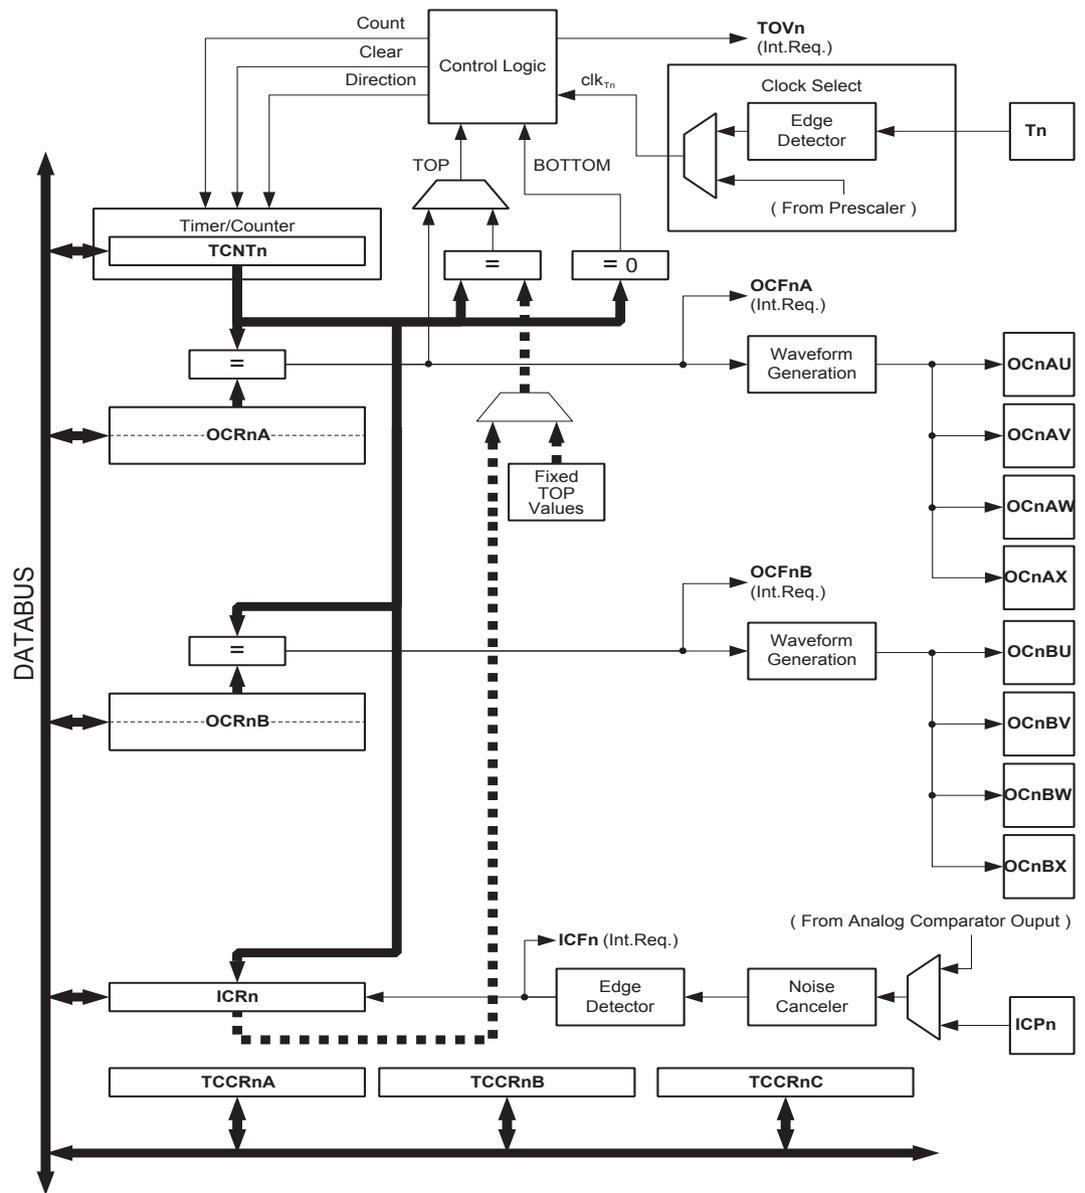 Count
TOVn
(Int.Req.)
Clear
Control Logic
Direction
clkTn
Clock Select
Edge
Detector
Tn
TOP
BOTTOM
( From Prescaler )
Timer/Counter
TCNTn
=
= 0
OCFnA
(Int.Req.)
=
Waveform
Generation
OCnAU
OCRnA
OCnAV
Fixed
TOP
Values
OCnAW
OCFnB
(Int.Req.)
OCnAX
DATABUS
=
Waveform
Generation
OCnBU
OCRnB
OCnBV
OCnBW
OCnBX
( From Analog Comparator Ouput )
ICFn (Int.Req.)
ICRn
Edge
Detector
Noise
Canceler
ICPn
TCCRnA
TCCRnB
TCCRnC